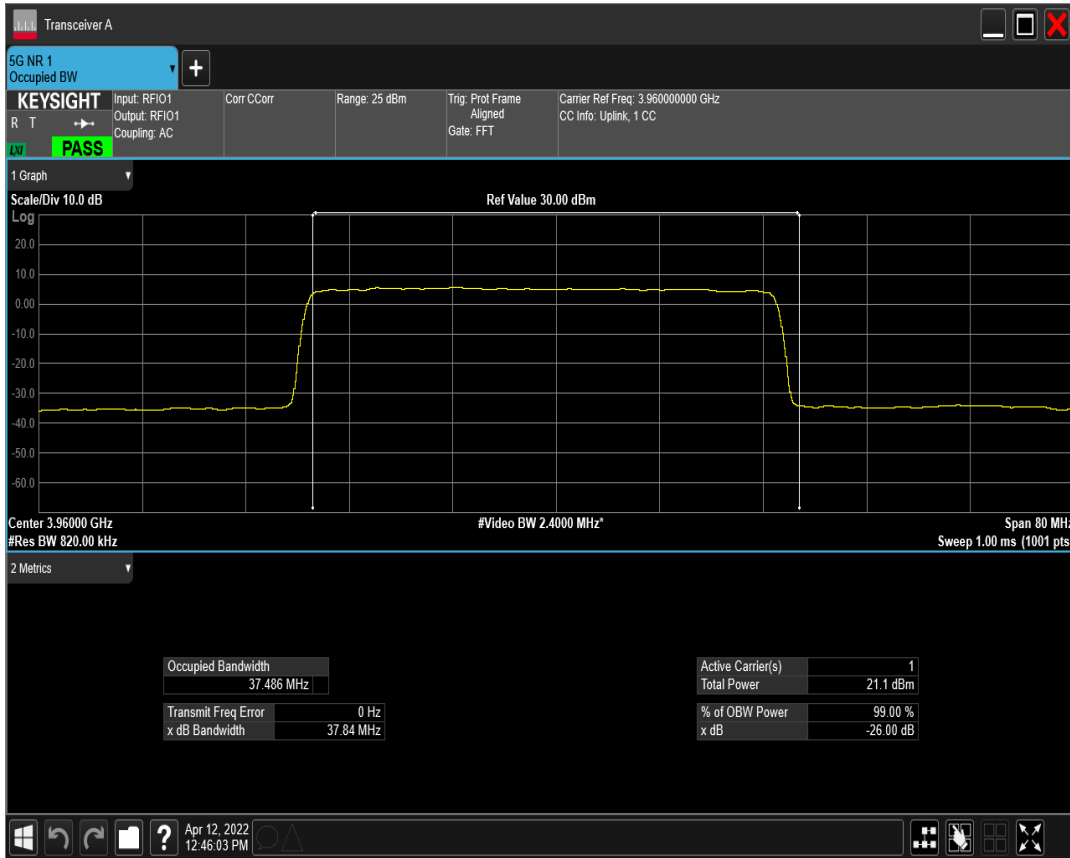 Transceiver A
5G NR 1
Occupied BW
KEYSIGHT
R T
LXI
PASS
Input: RFIO1
Output: RFIO1
Coupling: AC
Corr CCorr
Range: 25 dBm
Trig: Prot Frame
Aligned
Gate: FFT
Carrier Ref Freq: 3.960000000 GHz
CC Info: Uplink, 1 CC
1 Graph
Scale/Div 10.0 dB
Ref Value 30.00 dBm
Log
20.0
10.0
0.00
-10.0
-20.0
-30.0
-40.0
-50.0
-60.0
Center 3.96000 GHz
#Video BW 2.4000 MHz*
Span 80 MHz
#Res BW 820.00 kHz
Sweep 1.00 ms (1001 pts
2 Metrics
Occupied Bandwidth
37.486 MHz
Transmit Freq Error 0 Hz
x dB Bandwidth 37.84 MHz
Active Carrier(s) 1
Total Power 21.1 dBm
% of OBW Power 99.00 %
x dB -26.00 dB
?
Apr 12, 2022
12:46:03 PM